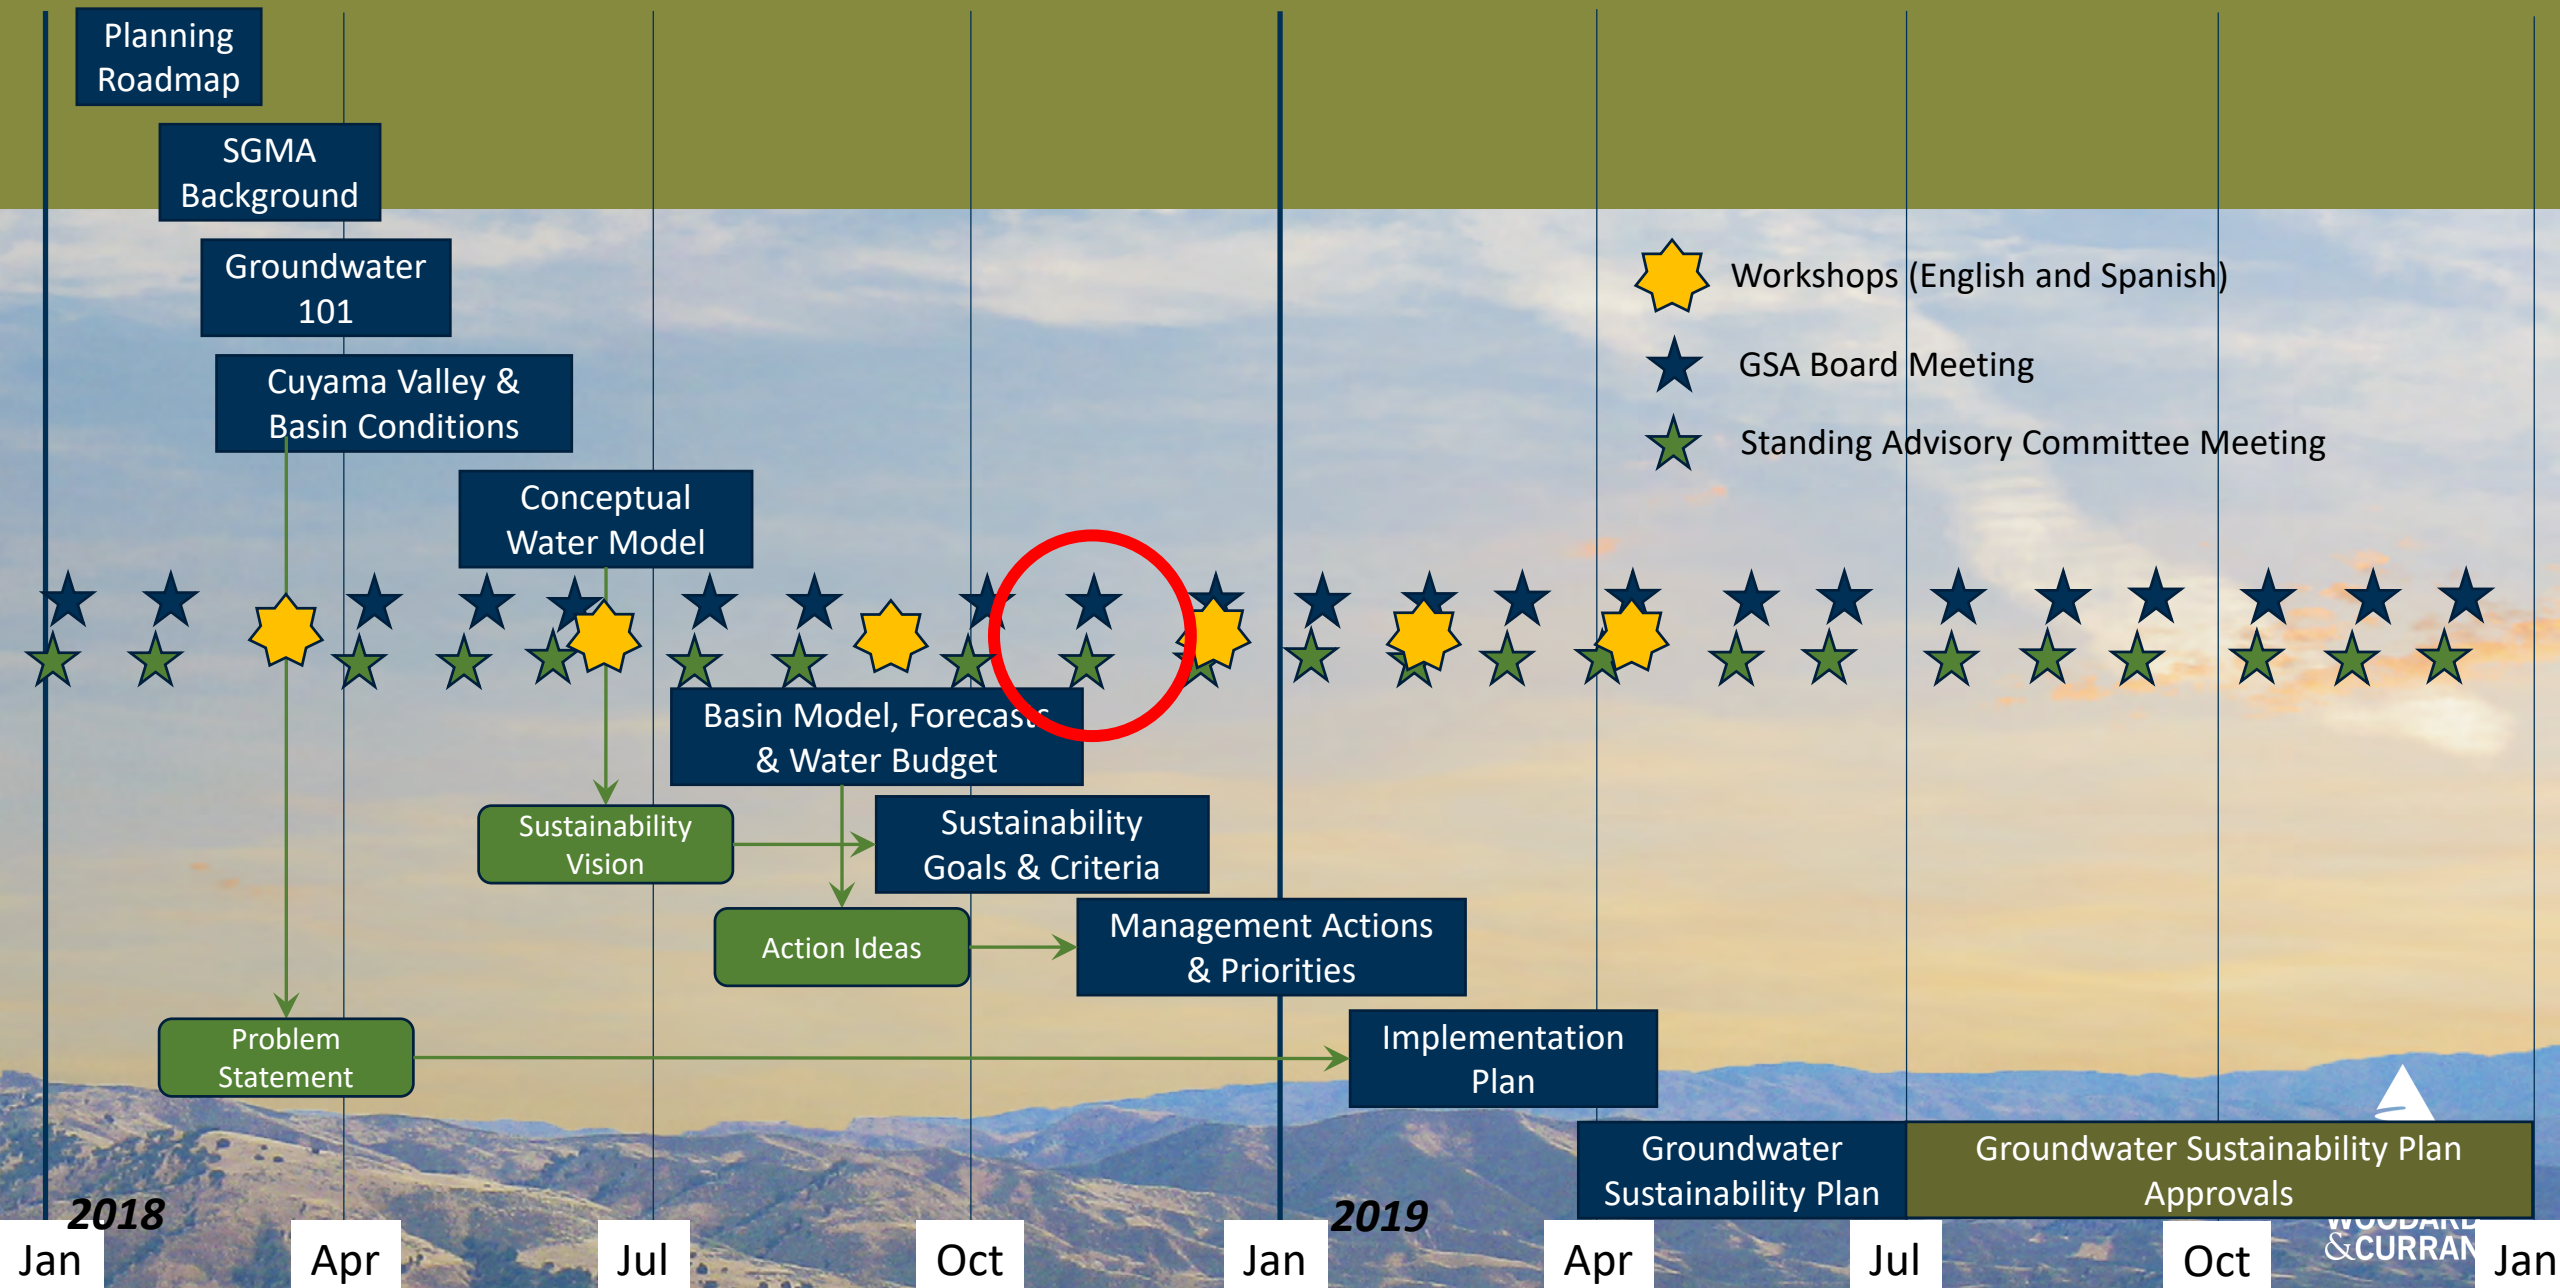 Planning
Roadmap
SGMA
Background
Groundwater
101
Cuyama Valley &
Basin Conditions
Conceptual
Water Model
Workshops (English and Spanish)
GSA Board Meeting
Standing Advisory Committee Meeting
Basin Model, Forecasts
& Water Budget
Sustainability
Vision
Sustainability
Goals & Criteria
Action Ideas
Management Actions
& Priorities
Problem
Statement
Implementation
Plan
Groundwater
Sustainability Plan
Groundwater Sustainability Plan
Approvals
2018
2019
WOODARD
&CURRAN
Jan
Apr
Jul
Oct
Jan
Apr
Jul
Oct
Jan